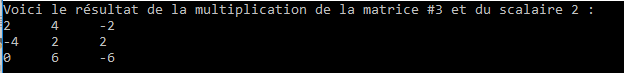 Voici le résultat de la multiplication de la matrice #3 et du scalaire 2 :
2 4 -2
-4 2 2
0 6 -6